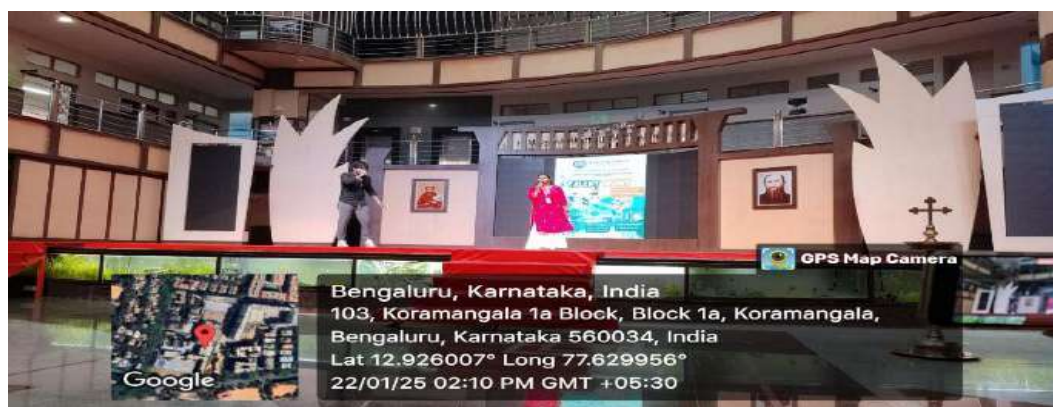 GPS Map Camera
Bengaluru, Karnataka, India
103, Koramangala 1a Block, Block 1a, Koramangala,
Bengaluru, Karnataka 560034, India
Lat 12.926007° Long 77.629956°
22/01/25 02:10 PM GMT +05:30
Google